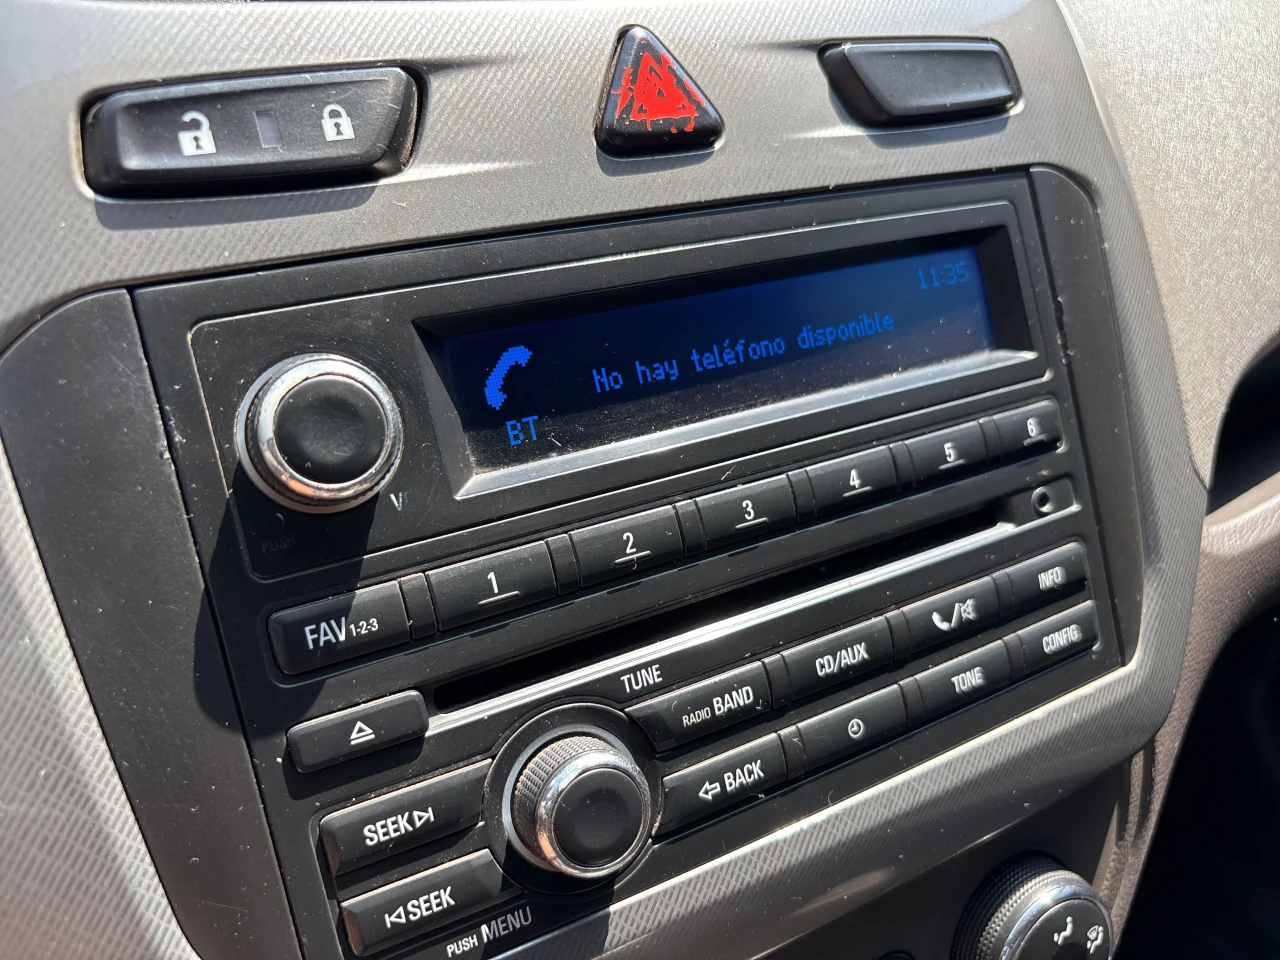 11:35
No hay teléfono disponible
BT
PUSH
FAV 1-2-3
1
2
3
4
5
6
TUNE
RADIO BAND
CD/AUX
INFO
SEEK
BACK
TONE
CONFIG
SEEK
PUSH MENU